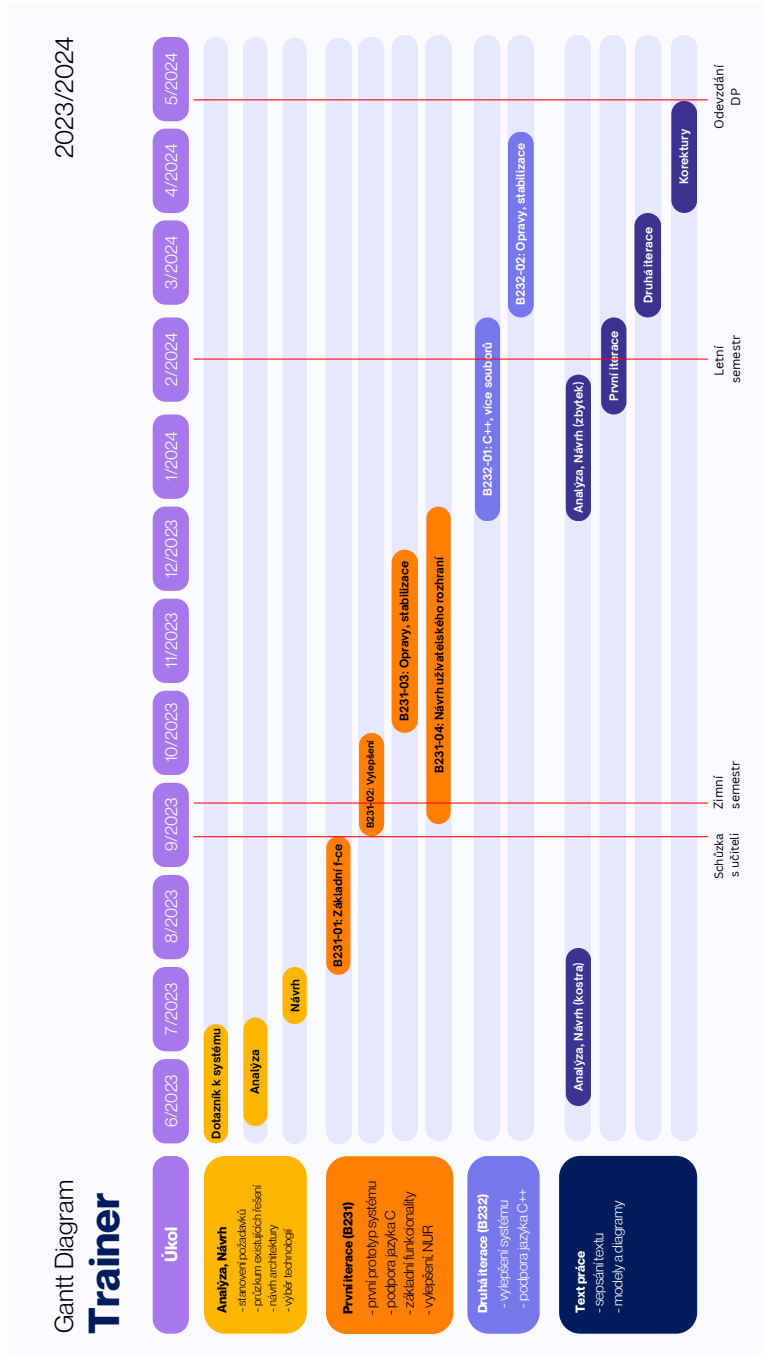 Gantt Diagram
Trainer
2023/2024
Úkol
6/2023
7/2023
8/2023
9/2023
10/2023
11/2023
12/2023
1/2024
2/2024
3/2024
4/2024
5/2024
Analýza, Návrh
- stanovení požadavků
- průzkum existujících řešení
- návrh architektury
- výběr technologií
Dotazník k systému
Analýza
Návrh
První iterace (B231)
- první prototyp systému
- podpora jazyka C
- základní funkcionality
- vylepšení, NUR
B231-01: Základní f-ce
B231-02: Vylepšení
B231-03: Opravy, stabilizace
B231-04: Návrh uživatelského rozhraní
Druhá iterace (B232)
- vylepšení systému
- podpora jazyka C++
B232-01: C++, více souborů
B232-02: Opravy, stabilizace
Text práce
- sepsání textu
- modely a diagramy
Analýza, Návrh (kostra)
Analýza, Návrh (zbytek)
První iterace
Druhá iterace
Korektury
Schůzka
s učiteli
Zimní
semestr
Letní
semestr
Odevzdání
DP